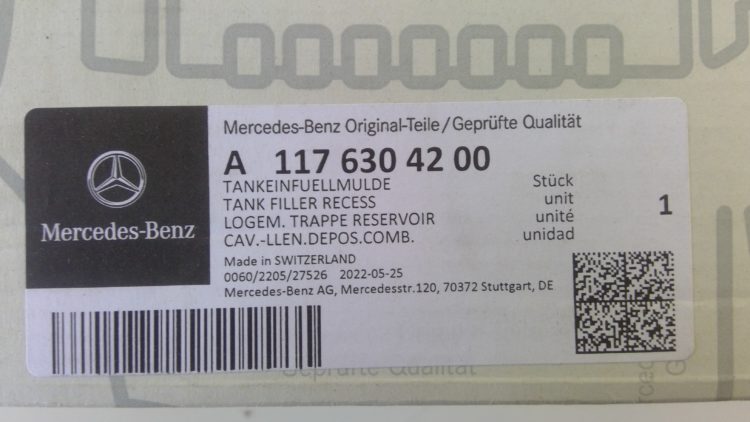 Mercedes-Benz Original-Teile/Geprüfte Qualität
A 117 630 42 00
TANKEINFUELLMULDE Stück
TANK FILLER RECESS unit
LOGEM. TRAPPE RESERVOIR unité
CAV.-LLEN.DEPOS.COMB. unidad
1
Mercedes-Benz
Made in SWITZERLAND
0060/2205/27526 2022-05-25
Mercedes-Benz AG, Mercedesstr.120, 70372 Stuttgart, DE
Geprüfte Qualität